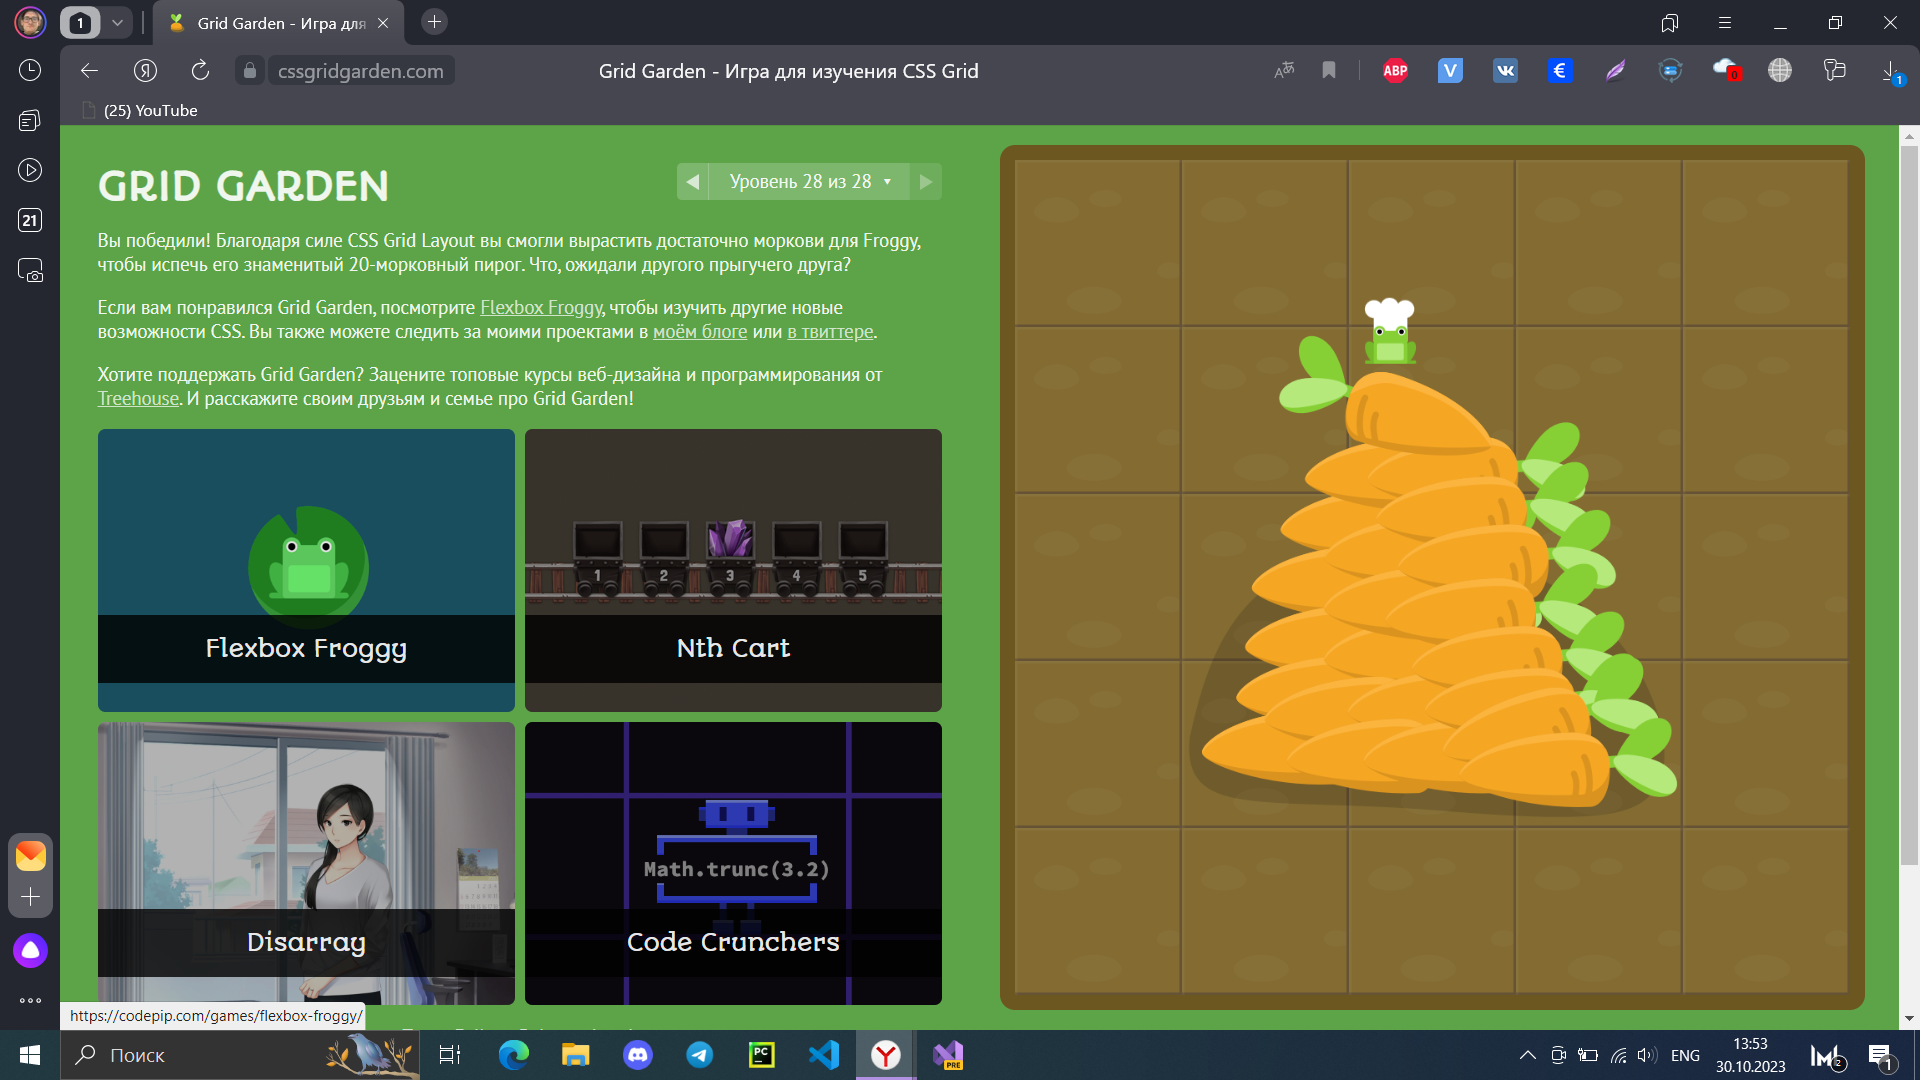 1
Grid Garden - Игра для
cssgridgarden.com
Grid Garden - Игра для изучения CSS Grid
ABP
V
0
1
(25) YouTube
21
GRID GARDEN
Уровень 28 из 28
Вы победили! Благодаря силе CSS Grid Layout вы смогли вырастить достаточно моркови для Froggy,
чтобы испечь его знаменитый 20-морковный пирог. Что, ожидали другого прыгучего друга?
Если вам понравился Grid Garden, посмотрите Flexbox Froggy, чтобы изучить другие новые
возможности CSS. Вы также можете следить за моими проектами в моём блоге или в твиттере.
Хотите поддержать Grid Garden? Зацените топовые курсы веб-дизайна и программирования от
Treehouse. И расскажите своим друзьям и семье про Grid Garden!
1 2 3 4 5
Flexbox Froggy
Nth Cart
Math.trunc(3.2)
Disarray
Code Crunchers
https://codepip.com/games/flexbox-froggy/
Поиск
PC
PRE
ENG
13:53
30.10.2023
2
1